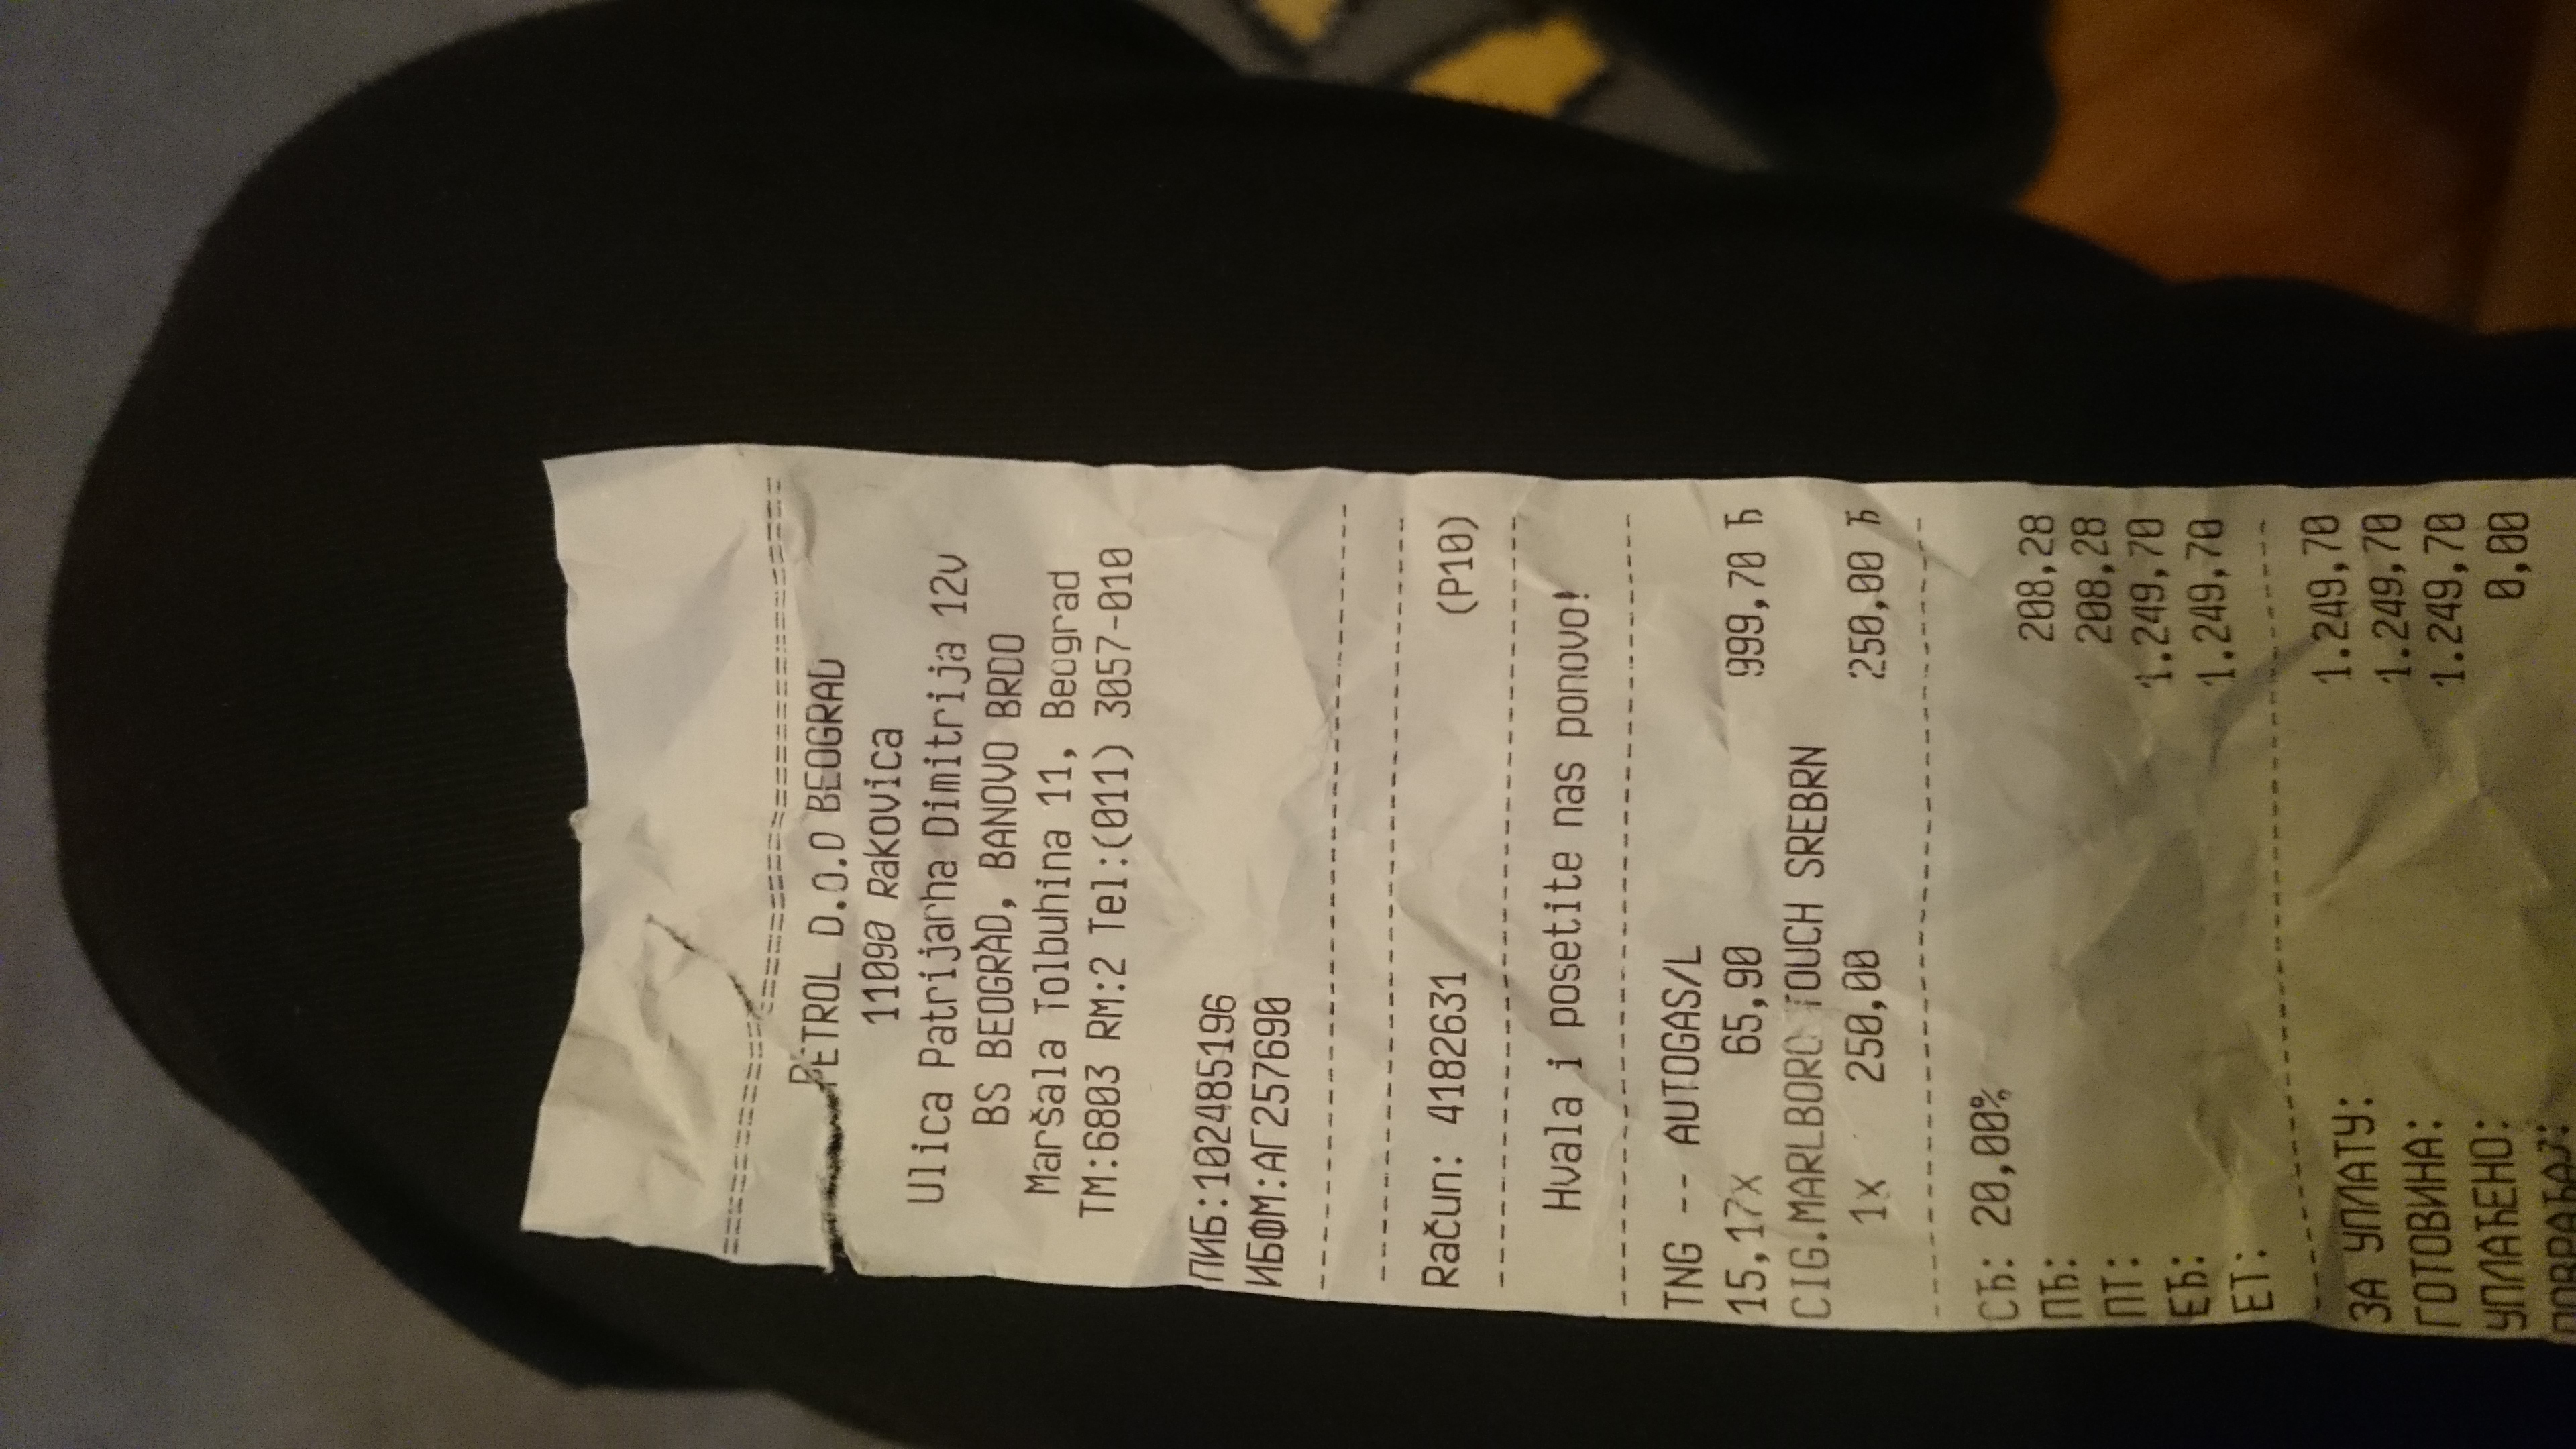 PETROL D.O.O BEOGRAD
11090 Rakovica
Ulica Patrijarha Dimitrija 12v
BS BEOGRAD, BANOVO BRDO
Maršala Tolbuhina 11, Beograd
TM:6803 RM:2 Tel:(011) 3057-010
ПИБ:102485196
ИБФМ:АГ257690
Račun: 4182631 (P10)
Hvala i posetite nas ponovo!
TNG -- AUTOGAS/L
15,17x 65,90 999,70 Ђ
CIG.MARLBORO TOUCH SREBRN
1x 250,00 250,00 Ђ
СЂ: 20,00%
ПЂ: 208,28
ПТ: 208,28
ЕЂ: 1.249,70
ЕТ: 1.249,70
ЗА УПЛАТУ: 1.249,70
ГОТОВИНА: 1.249,70
УПЛАЋЕНО: 1.249,70
ПОВРАЋАЈ: 0,00